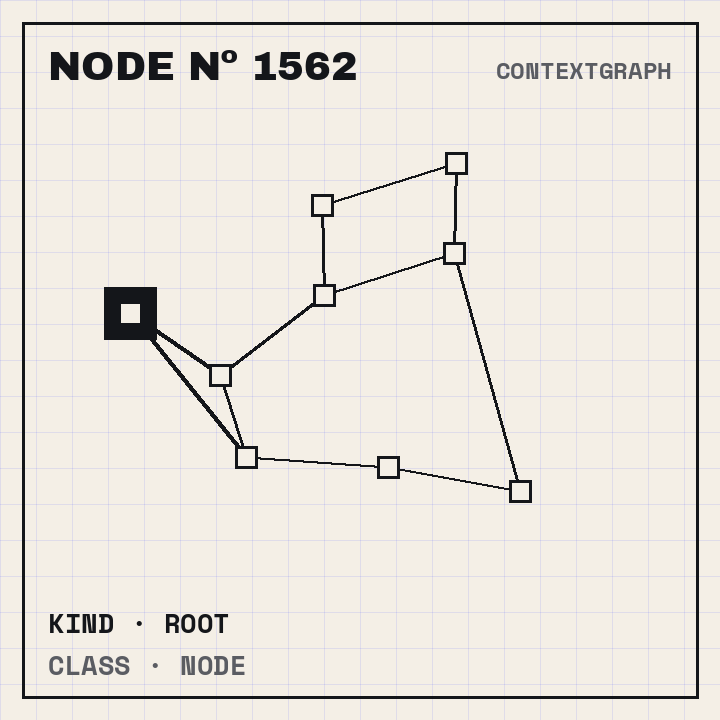 NODE Nº 1562
CONTEXTGRAPH
KIND · ROOT
CLASS · NODE